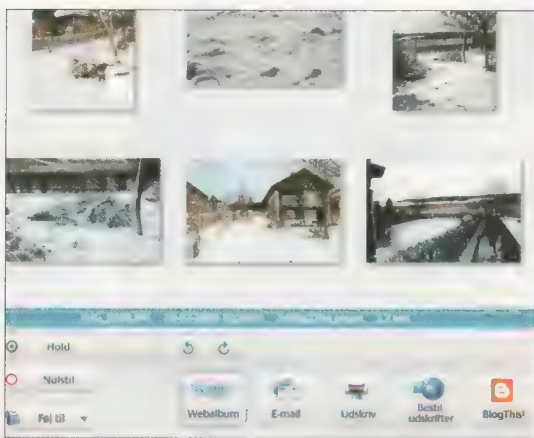 Hold
Nulstil
Føj til
Webalbum
E-mail
Udskriv
Bestil
udskrifter
BlogThis!